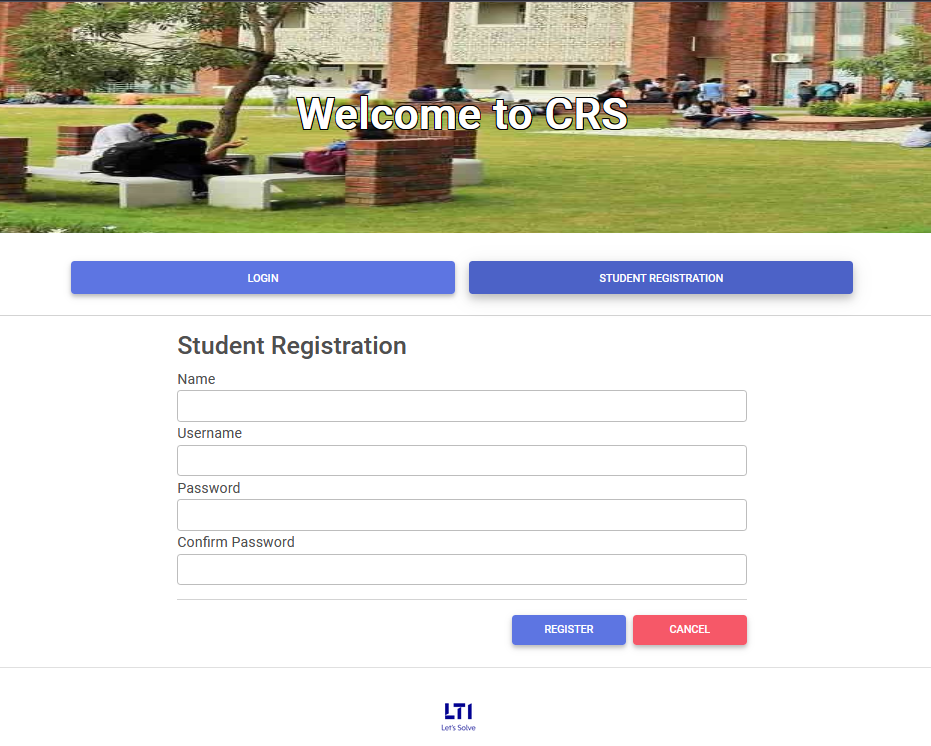 Welcome to CRS
LOGIN
STUDENT REGISTRATION
Student Registration
Name
Username
Password
Confirm Password
REGISTER
CANCEL
LTI
Let's Solve